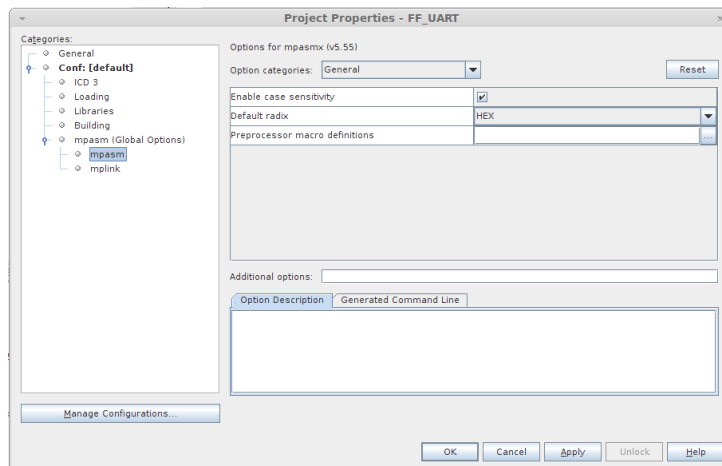 Project Properties - FF_UART
Categories:
General
Conf: [default]
ICD 3
Loading
Libraries
Building
mpasm (Global Options)
mpasm
mplink
Manage Configurations...
Options for mpasmx (v5.55)
Option categories: General Reset
Enable case sensitivity
Default radix HEX
Preprocessor macro definitions ...
Additional options:
Option Description Generated Command Line
OK Cancel Apply Unlock Help